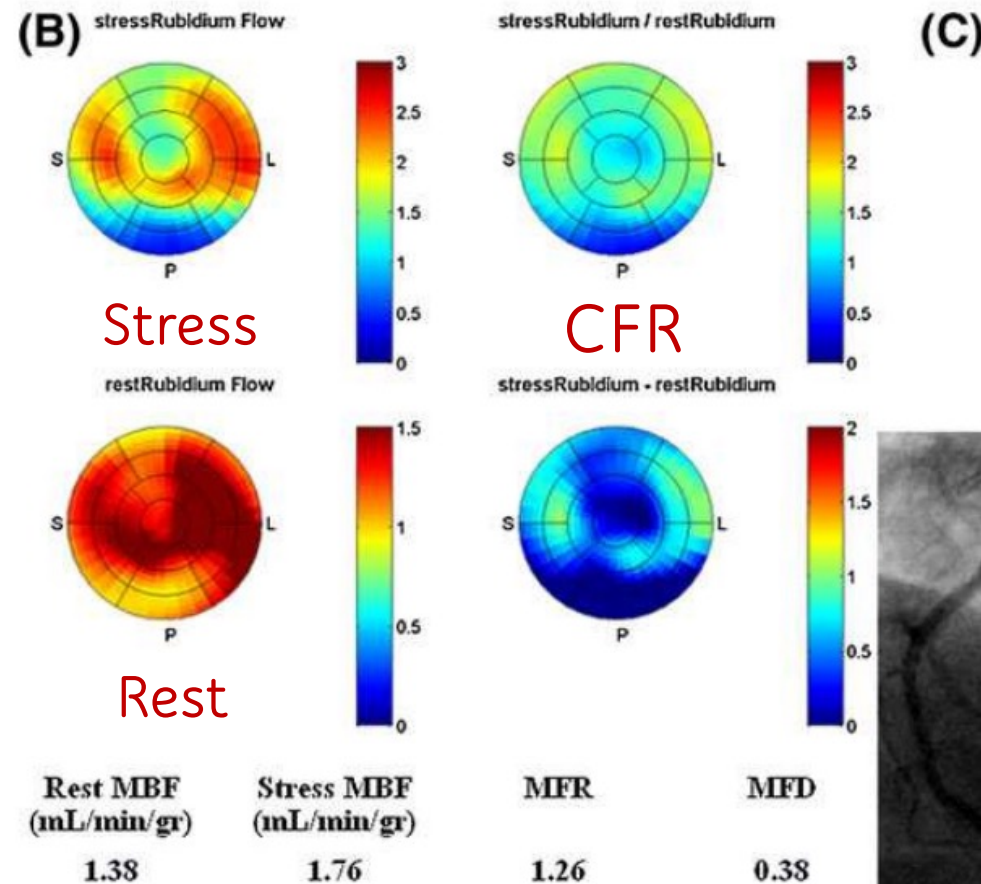 (B) stressRubidium Flow
stressRubidium / restRubidium
(C)
S L
P
3
2.5
2
1.5
1
0.5
0
S L
P
3
2.5
2
1.5
1
0.5
0
Stress
CFR
restRubidium Flow
stressRubidium - restRubidium
S L
P
1.5
1
0.5
0
S L
P
2
1.5
1
0.5
0
Rest
Rest MBF
(mL/min/gr)
Stress MBF
(mL/min/gr)
MFR
MFD
1.38 1.76 1.26 0.38